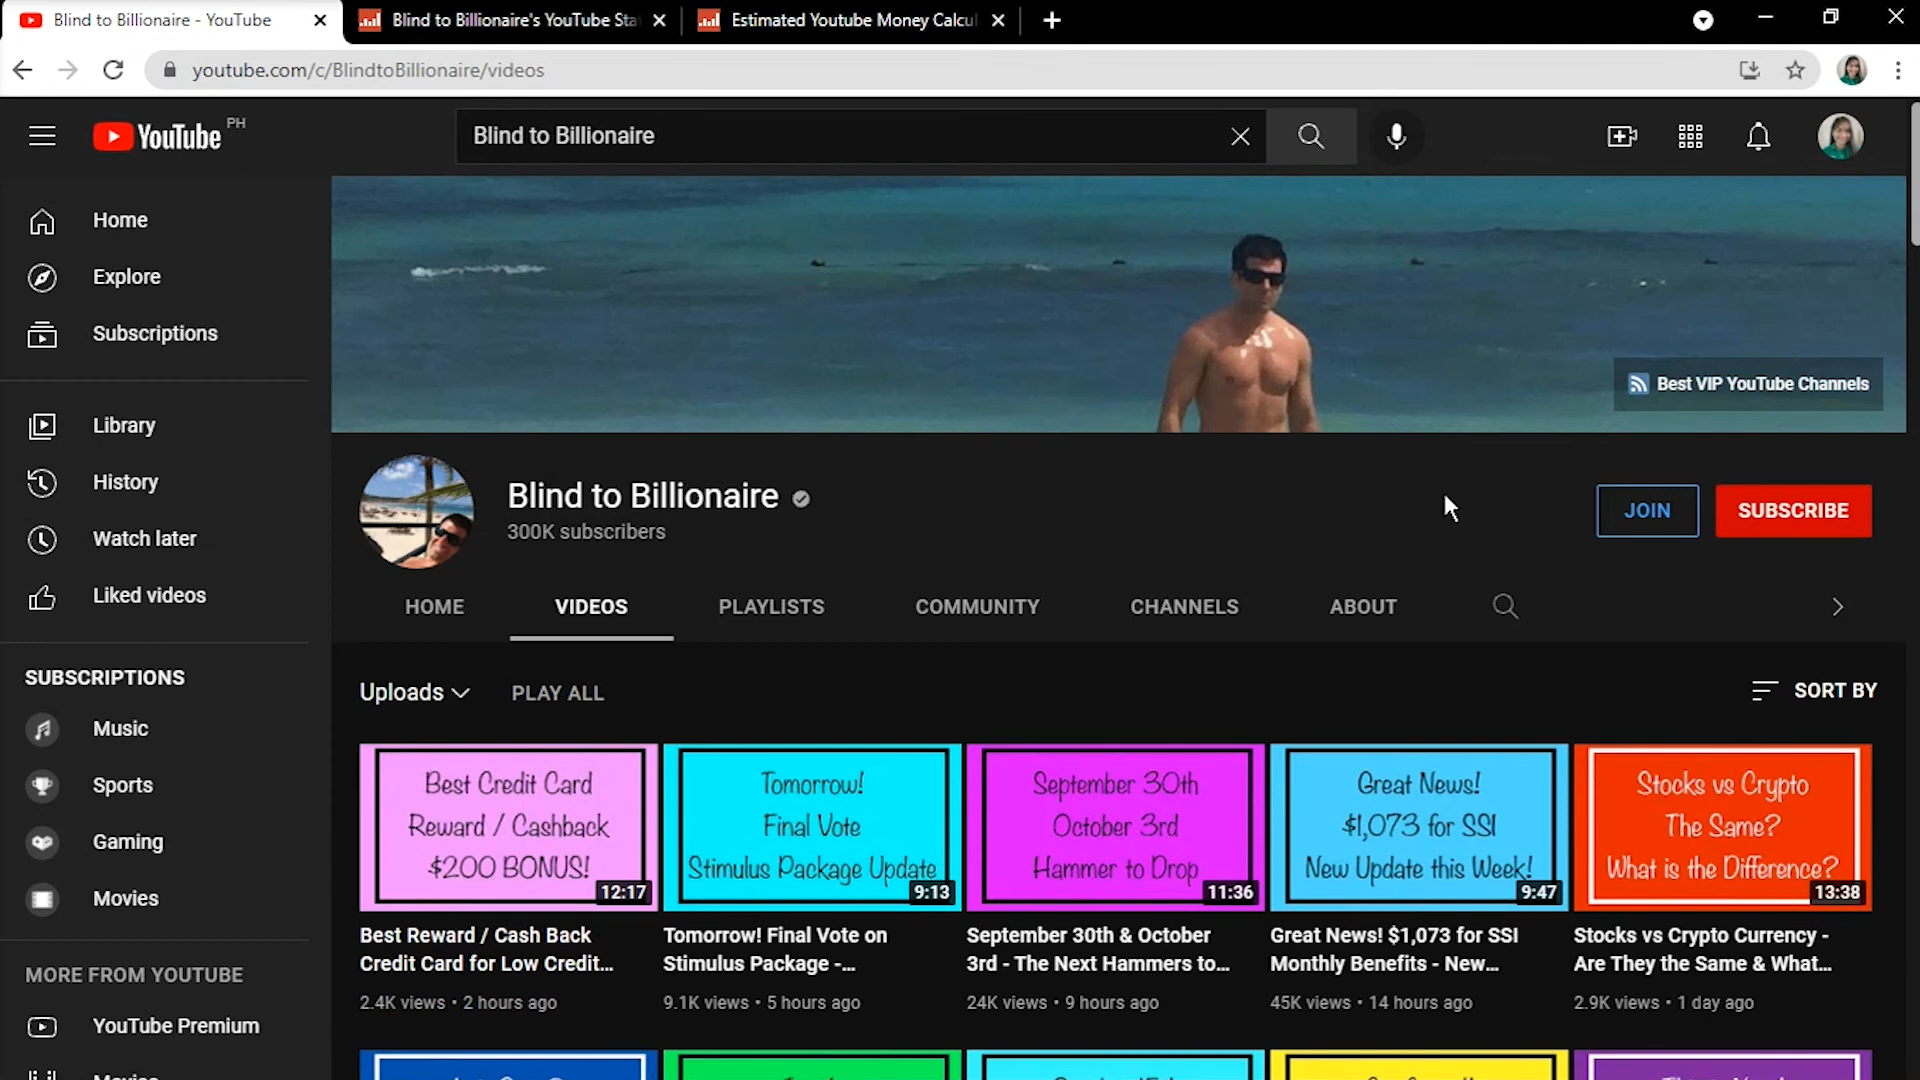 Blind to Billionaire - YouTube
Blind to Billionaire's YouTube Sta
Estimated Youtube Money Calcul
youtube.com/c/BlindtoBillionaire/videos
YouTube PH
Blind to Billionaire
Home
Explore
Subscriptions
Library
History
Watch later
Liked videos
SUBSCRIPTIONS
Music
Sports
Gaming
Movies
MORE FROM YOUTUBE
YouTube Premium
Best VIP YouTube Channels
Blind to Billionaire
300K subscribers
JOIN
SUBSCRIBE
HOME
VIDEOS
PLAYLISTS
COMMUNITY
CHANNELS
ABOUT
Uploads
PLAY ALL
SORT BY
Best Credit Card
Reward / Cashback
$200 BONUS!
12:17
Best Reward / Cash Back
Credit Card for Low Credit...
2.4K views • 2 hours ago
Tomorrow!
Final Vote
Stimulus Package Update
9:13
Tomorrow! Final Vote on
Stimulus Package -...
9.1K views • 5 hours ago
September 30th
October 3rd
Hammer to Drop
11:36
September 30th & October
3rd - The Next Hammers to...
24K views • 9 hours ago
Great News!
$1,073 for SSI
New Update this Week!
9:47
Great News! $1,073 for SSI
Monthly Benefits - New...
45K views • 14 hours ago
Stocks vs Crypto
The Same?
What is the Difference?
13:38
Stocks vs Crypto Currency -
Are They the Same & What...
2.9K views • 1 day ago